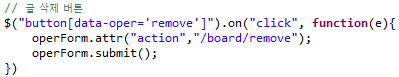 // 글 삭제 버튼
$("button[data-oper='remove']").on("click", function(e){
    operForm.attr("action","/board/remove");
    operForm.submit();
})